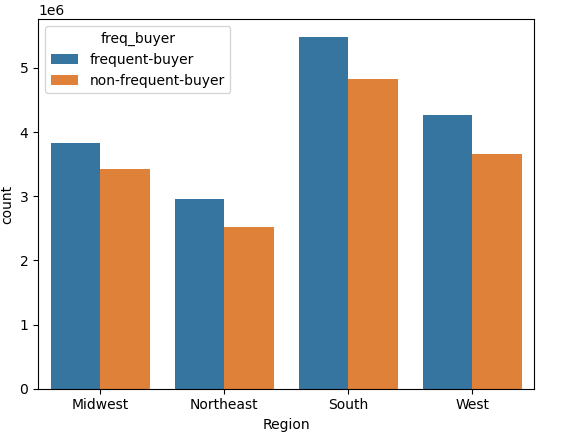 1e6
freq_buyer
frequent-buyer
non-frequent-buyer
5
4
3
2
1
0
count
Midwest Northeast South West
Region